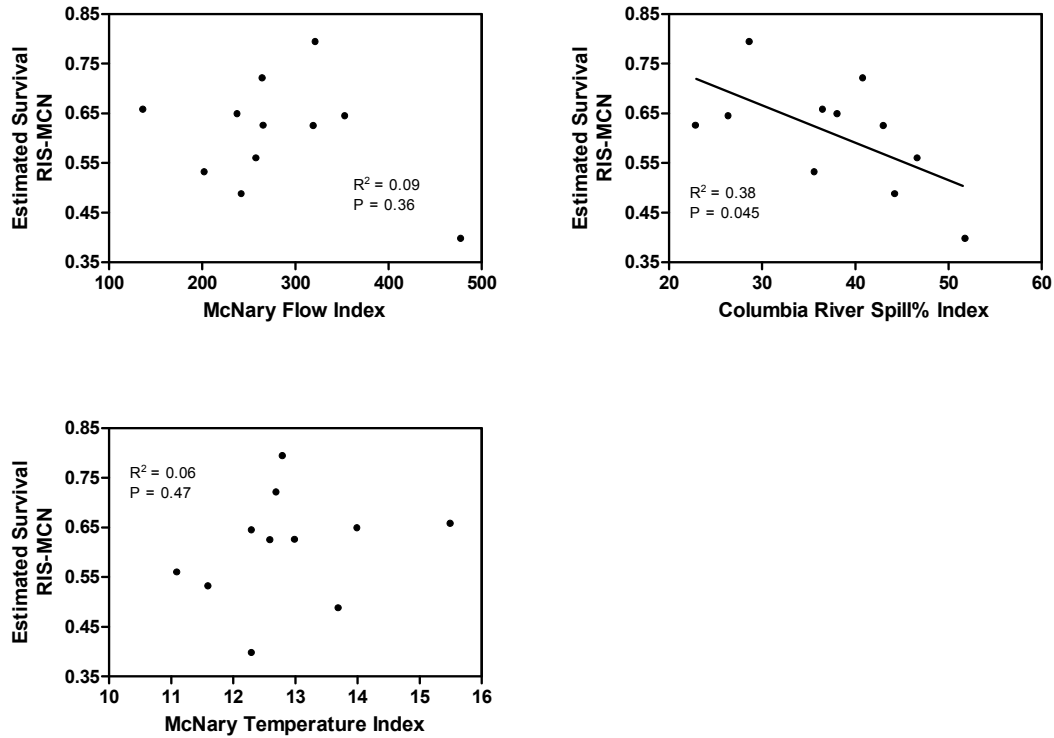 0.85
0.75
0.65
0.55
0.45
0.35
Estimated Survival
RIS-MCN
R² = 0.09
P = 0.36
100 200 300 400 500
McNary Flow Index
0.85
0.75
0.65
0.55
0.45
0.35
Estimated Survival
RIS-MCN
R² = 0.38
P = 0.045
20 30 40 50 60
Columbia River Spill% Index
0.85
0.75
0.65
0.55
0.45
0.35
Estimated Survival
RIS-MCN
R² = 0.06
P = 0.47
10 11 12 13 14 15 16
McNary Temperature Index